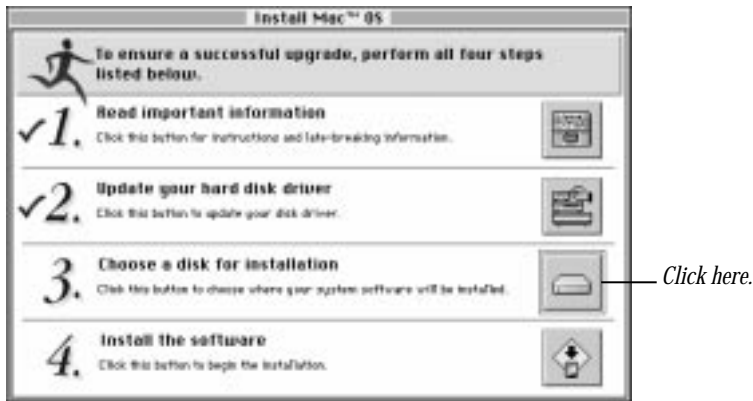 Install Mac™ OS
To ensure a successful upgrade, perform all four steps
listed below.
1. Read important information
Click this button for instructions and late-breaking information.
2. Update your hard disk driver
Click this button to update your disk driver.
3. Choose a disk for installation
Click this button to choose where your system software will be installed.
Click here.
4. Install the software
Click this button to begin the installation.